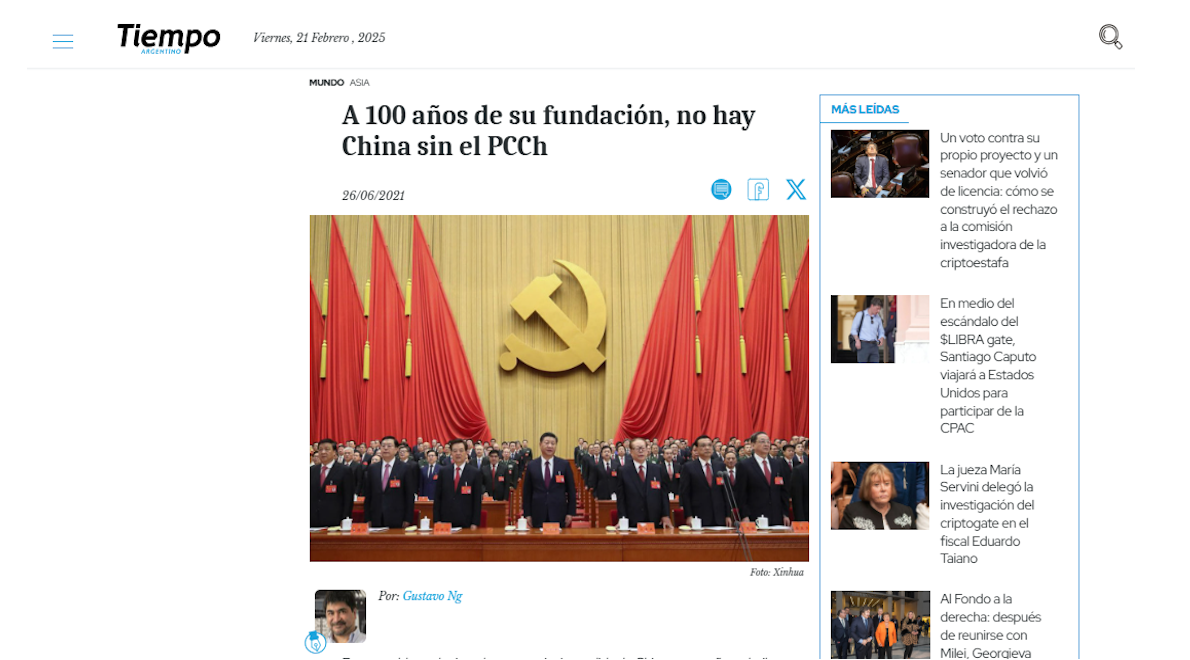 Tiempo
ARGENTINO
Viernes, 21 Febrero , 2025
MUNDO ASIA
A 100 años de su fundación, no hay
China sin el PCCh
26/06/2021
Foto: Xinhua
Por: Gustavo Ng
MÁS LEÍDAS
Un voto contra su
propio proyecto y un
senador que volvió
de licencia: cómo se
construyó el rechazo
a la comisión
investigadora de la
criptoestafa
En medio del
escándalo del
$LIBRA gate,
Santiago Caputo
viajará a Estados
Unidos para
participar de la
CPAC
La jueza María
Servini delegó la
investigación del
criptogate en el
fiscal Eduardo
Taiano
Al Fondo a la
derecha: después
de reunirse con
Milei, Georgieva